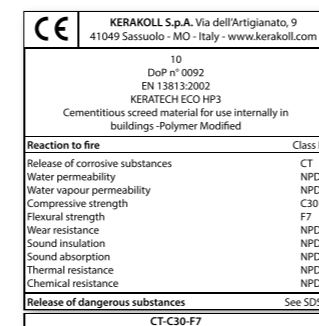 CE
KERAKOLL S.p.A. Via dell'Artigianato, 9
41049 Sassuolo - MO - Italy - www.kerakoll.com
10
DoP n° 0092
EN 13813:2002
KERATECH ECO HP3
Cementitious screed material for use internally in
buildings -Polymer Modified
Reaction to fire Class
Release of corrosive substances CT
Water permeability NPD
Water vapour permeability NPD
Compressive strength C30
Flexural strength F7
Wear resistance NPD
Sound insulation NPD
Sound absorption NPD
Thermal resistance NPD
Chemical resistance NPD
Release of dangerous substances See SDS
CT-C30-F7